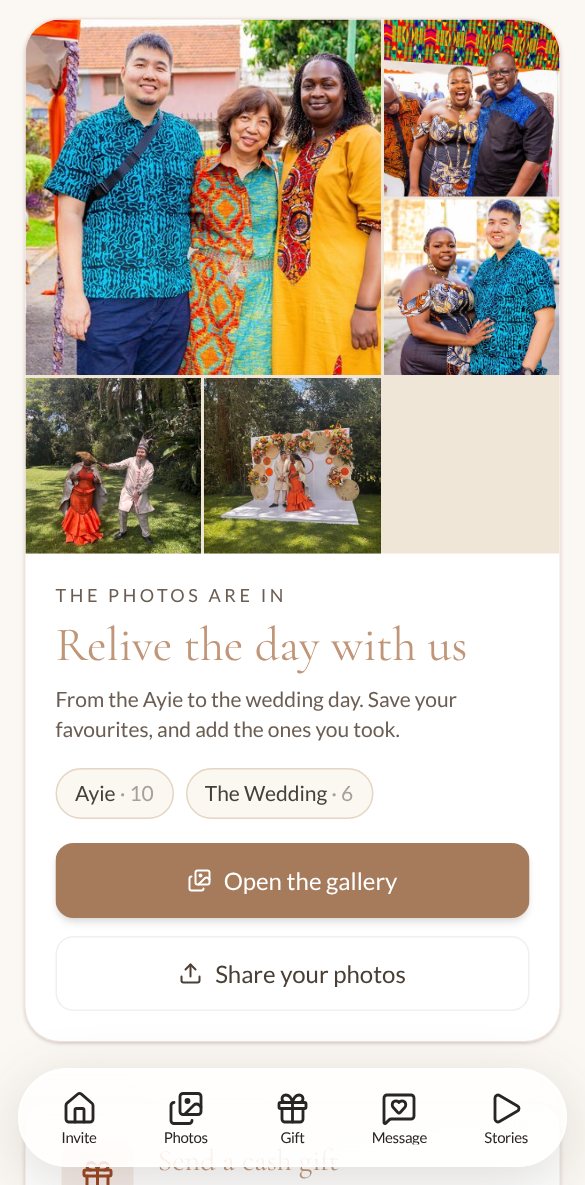 THE PHOTOS ARE IN
Relive the day with us
From the Ayie to the wedding day. Save your
favourites, and add the ones you took.
Ayie · 10
The Wedding · 6
Open the gallery
Share your photos
Invite
Photos
Gift
Message
Stories
Send a cash gift